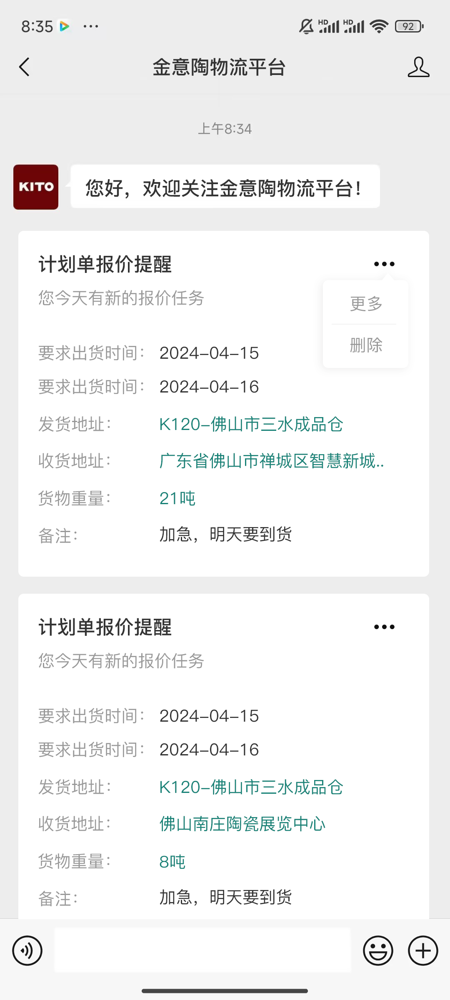 8:35
HD HD 92
金意陶物流平台
上午8:34
KITO
您好，欢迎关注金意陶物流平台！
计划单报价提醒
您今天有新的报价任务
更多
删除
要求出货时间： 2024-04-15
要求出货时间： 2024-04-16
发货地址： K120-佛山市三水成品仓
收货地址： 广东省佛山市禅城区智慧新城..
货物重量： 21吨
备注： 加急，明天要到货
计划单报价提醒
您今天有新的报价任务
要求出货时间： 2024-04-15
要求出货时间： 2024-04-16
发货地址： K120-佛山市三水成品仓
收货地址： 佛山南庄陶瓷展览中心
货物重量： 8吨
备注： 加急，明天要到货